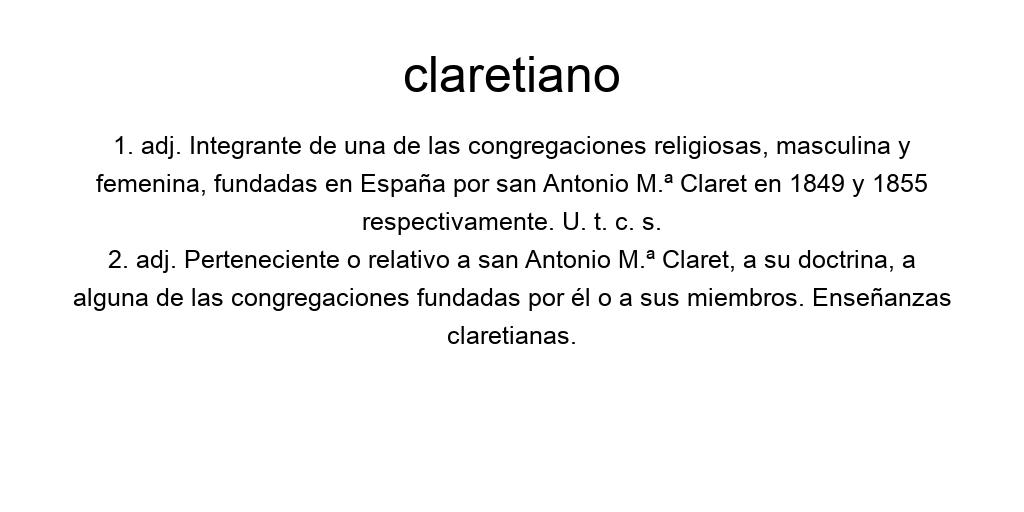 claretiano
1. adj. Integrante de una de las congregaciones religiosas, masculina y
femenina, fundadas en España por san Antonio M.ª Claret en 1849 y 1855
respectivamente. U. t. c. s.
2. adj. Perteneciente o relativo a san Antonio M.ª Claret, a su doctrina, a
alguna de las congregaciones fundadas por él o a sus miembros. Enseñanzas
claretianas.